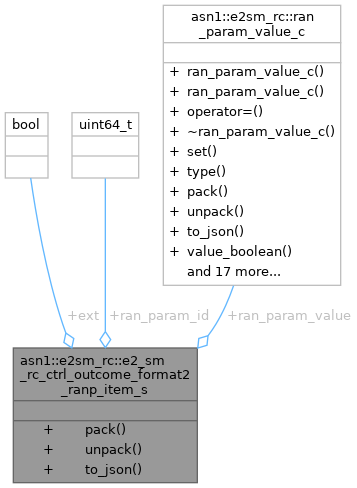 asn1::e2sm_rc::ran
_param_value_c
+ ran_param_value_c()
+ ran_param_value_c()
+ operator=()
+ ~ran_param_value_c()
+ set()
+ type()
+ pack()
+ unpack()
+ to_json()
+ value_boolean()
and 17 more...
bool
uint64_t
+ext
+ran_param_id
+ran_param_value
asn1::e2sm_rc::e2_sm
_rc_ctrl_outcome_format2
_ranp_item_s
+ pack()
+ unpack()
+ to_json()